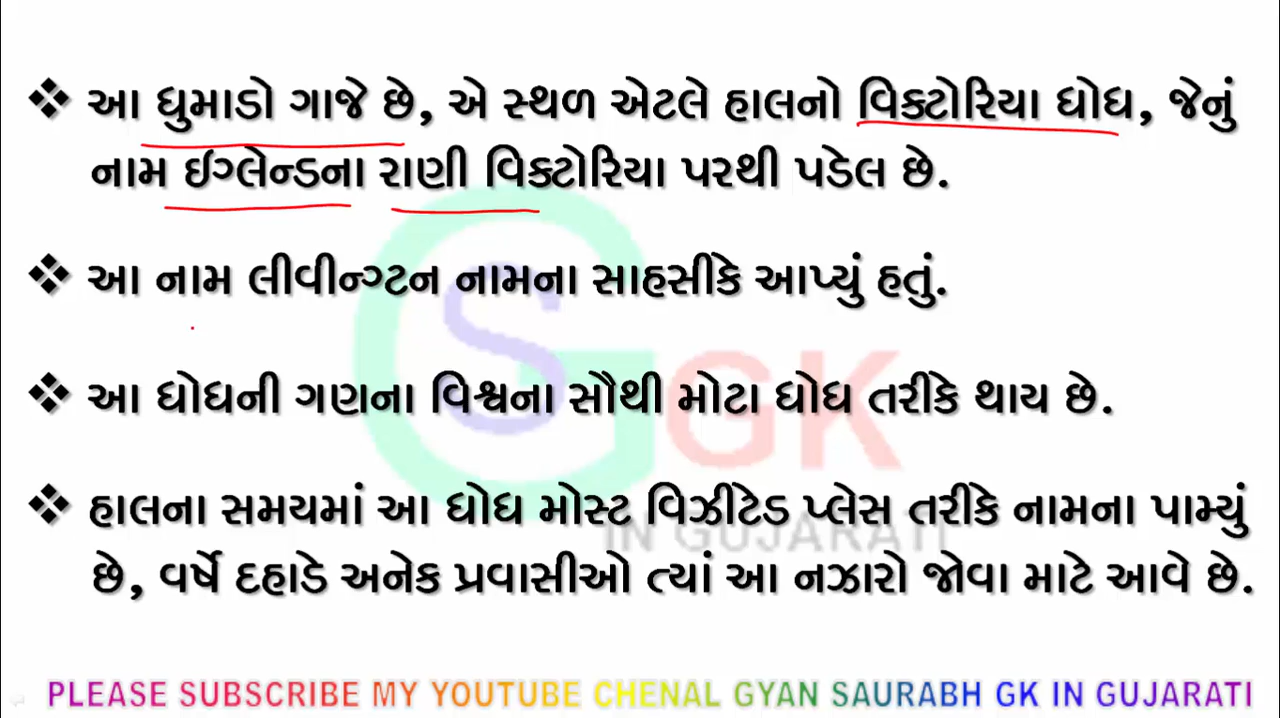 ❖ આ ધુમાડો ગાજે છે, એ સ્થળ એટલે હાલનો વિક્ટોરિયા ધોધ, જેનું
નામ ઈંગ્લેન્ડના રાણી વિક્ટોરિયા પરથી પડેલ છે.
❖ આ નામ લીવીન્ગ્ટન નામના સાહસીકે આપ્યું હતું.
❖ આ ધોધની ગણના વિશ્વના સૌથી મોટા ધોધ તરીકે થાય છે.
❖ હાલના સમયમાં આ ધોધ મોસ્ટ વિઝીટેડ પ્લેસ તરીકે નામના પામ્યું
છે, વર્ષે દહાડે અનેક પ્રવાસીઓ ત્યાં આ નઝારો જોવા માટે આવે છે.
GS GK
IN GUJARATI
PLEASE SUBSCRIBE MY YOUTUBE CHENAL GYAN SAURABH GK IN GUJARATI